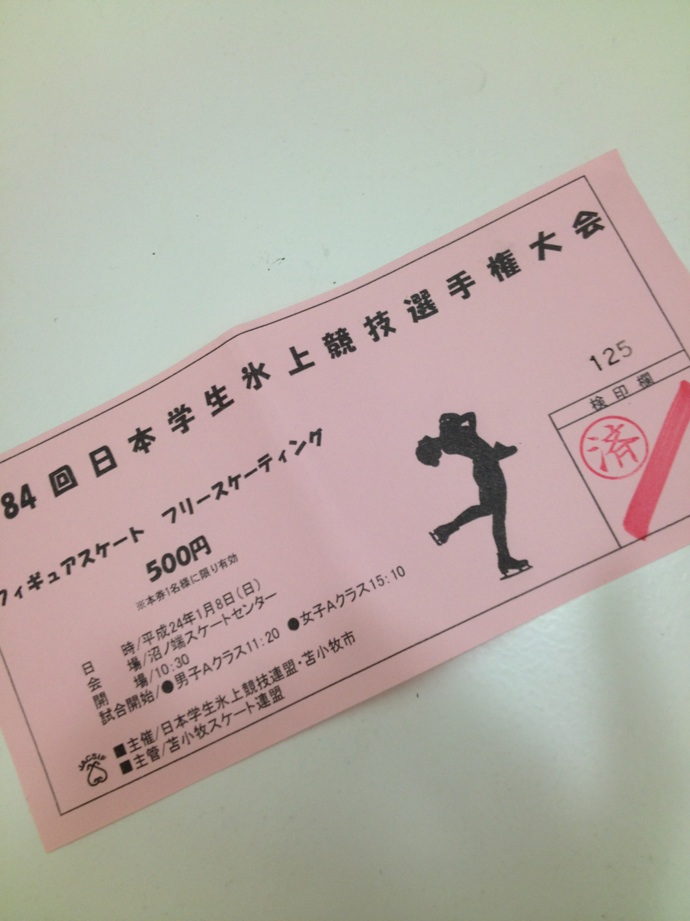 84回日本学生氷上競技選手権大会
フィギュアスケート フリースケーティング
500円
※本券1名様に限り有効
125
検印欄
済
日 時/平成24年1月8日(日)
会 場/沼ノ端スケートセンター
開 場/10:30
試合開始/●男子Aクラス11:20 ●女子Aクラス15:10
■主催/日本学生氷上競技連盟・苫小牧市
■主管/苫小牧スケート連盟